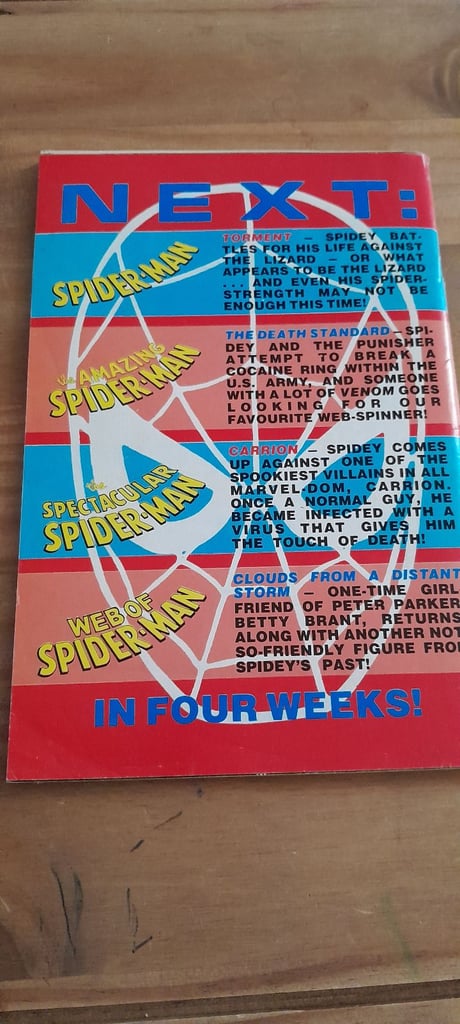 NEXT:
SPIDER-MAN
TORMENT – SPIDEY BAT-
TLES FOR HIS LIFE AGAINST
THE LIZARD – OR WHAT
APPEARS TO BE THE LIZARD
... AND EVEN HIS SPIDER-
STRENGTH MAY NOT BE
ENOUGH THIS TIME!
the AMAZING
SPIDER-MAN
THE DEATH STANDARD – SPI-
DEY AND THE PUNISHER
ATTEMPT TO BREAK A
COCAINE RING WITHIN THE
U.S. ARMY, AND SOMEONE
WITH A LOT OF VENOM GOES
LOOKING FOR OUR
FAVOURITE WEB-SPINNER!
the
SPECTACULAR
SPIDER-MAN
CARRION – SPIDEY COMES
UP AGAINST ONE OF THE
SPOOKIEST VILLAINS IN ALL
MARVEL-DOM, CARRION.
ONCE A NORMAL GUY, HE
BECAME INFECTED WITH A
VIRUS THAT GIVES HIM
THE TOUCH OF DEATH!
WEB OF
SPIDER-MAN
CLOUDS FROM A DISTANT
STORM – ONE-TIME GIRL
FRIEND OF PETER PARKER
BETTY BRANT, RETURNS
ALONG WITH ANOTHER NOT
SO-FRIENDLY FIGURE FRO
SPIDEY'S PAST!
IN FOUR WEEKS!